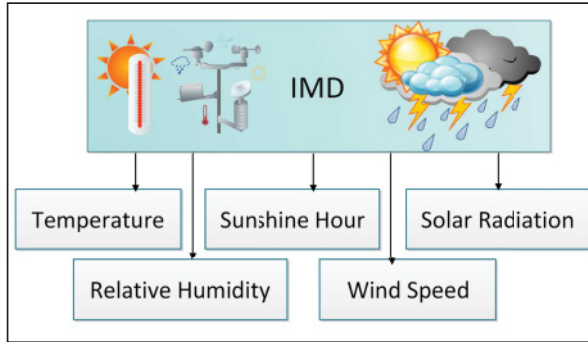 IMD
Temperature
Sunshine Hour
Solar Radiation
Relative Humidity
Wind Speed